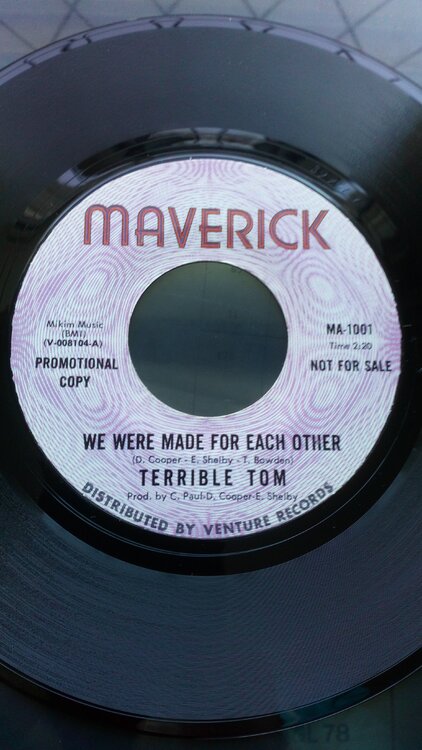 MAVERICK
Mikim Music
(BMI)
(V-008104-A)
PROMOTIONAL
COPY
MA-1001
Time 2:20
NOT FOR SALE
WE WERE MADE FOR EACH OTHER
(D. Cooper - E. Shelby - T. Bowden)
TERRIBLE TOM
Prod. by C. Paul-D. Cooper-E. Shelby
DISTRIBUTED BY VENTURE RECORDS